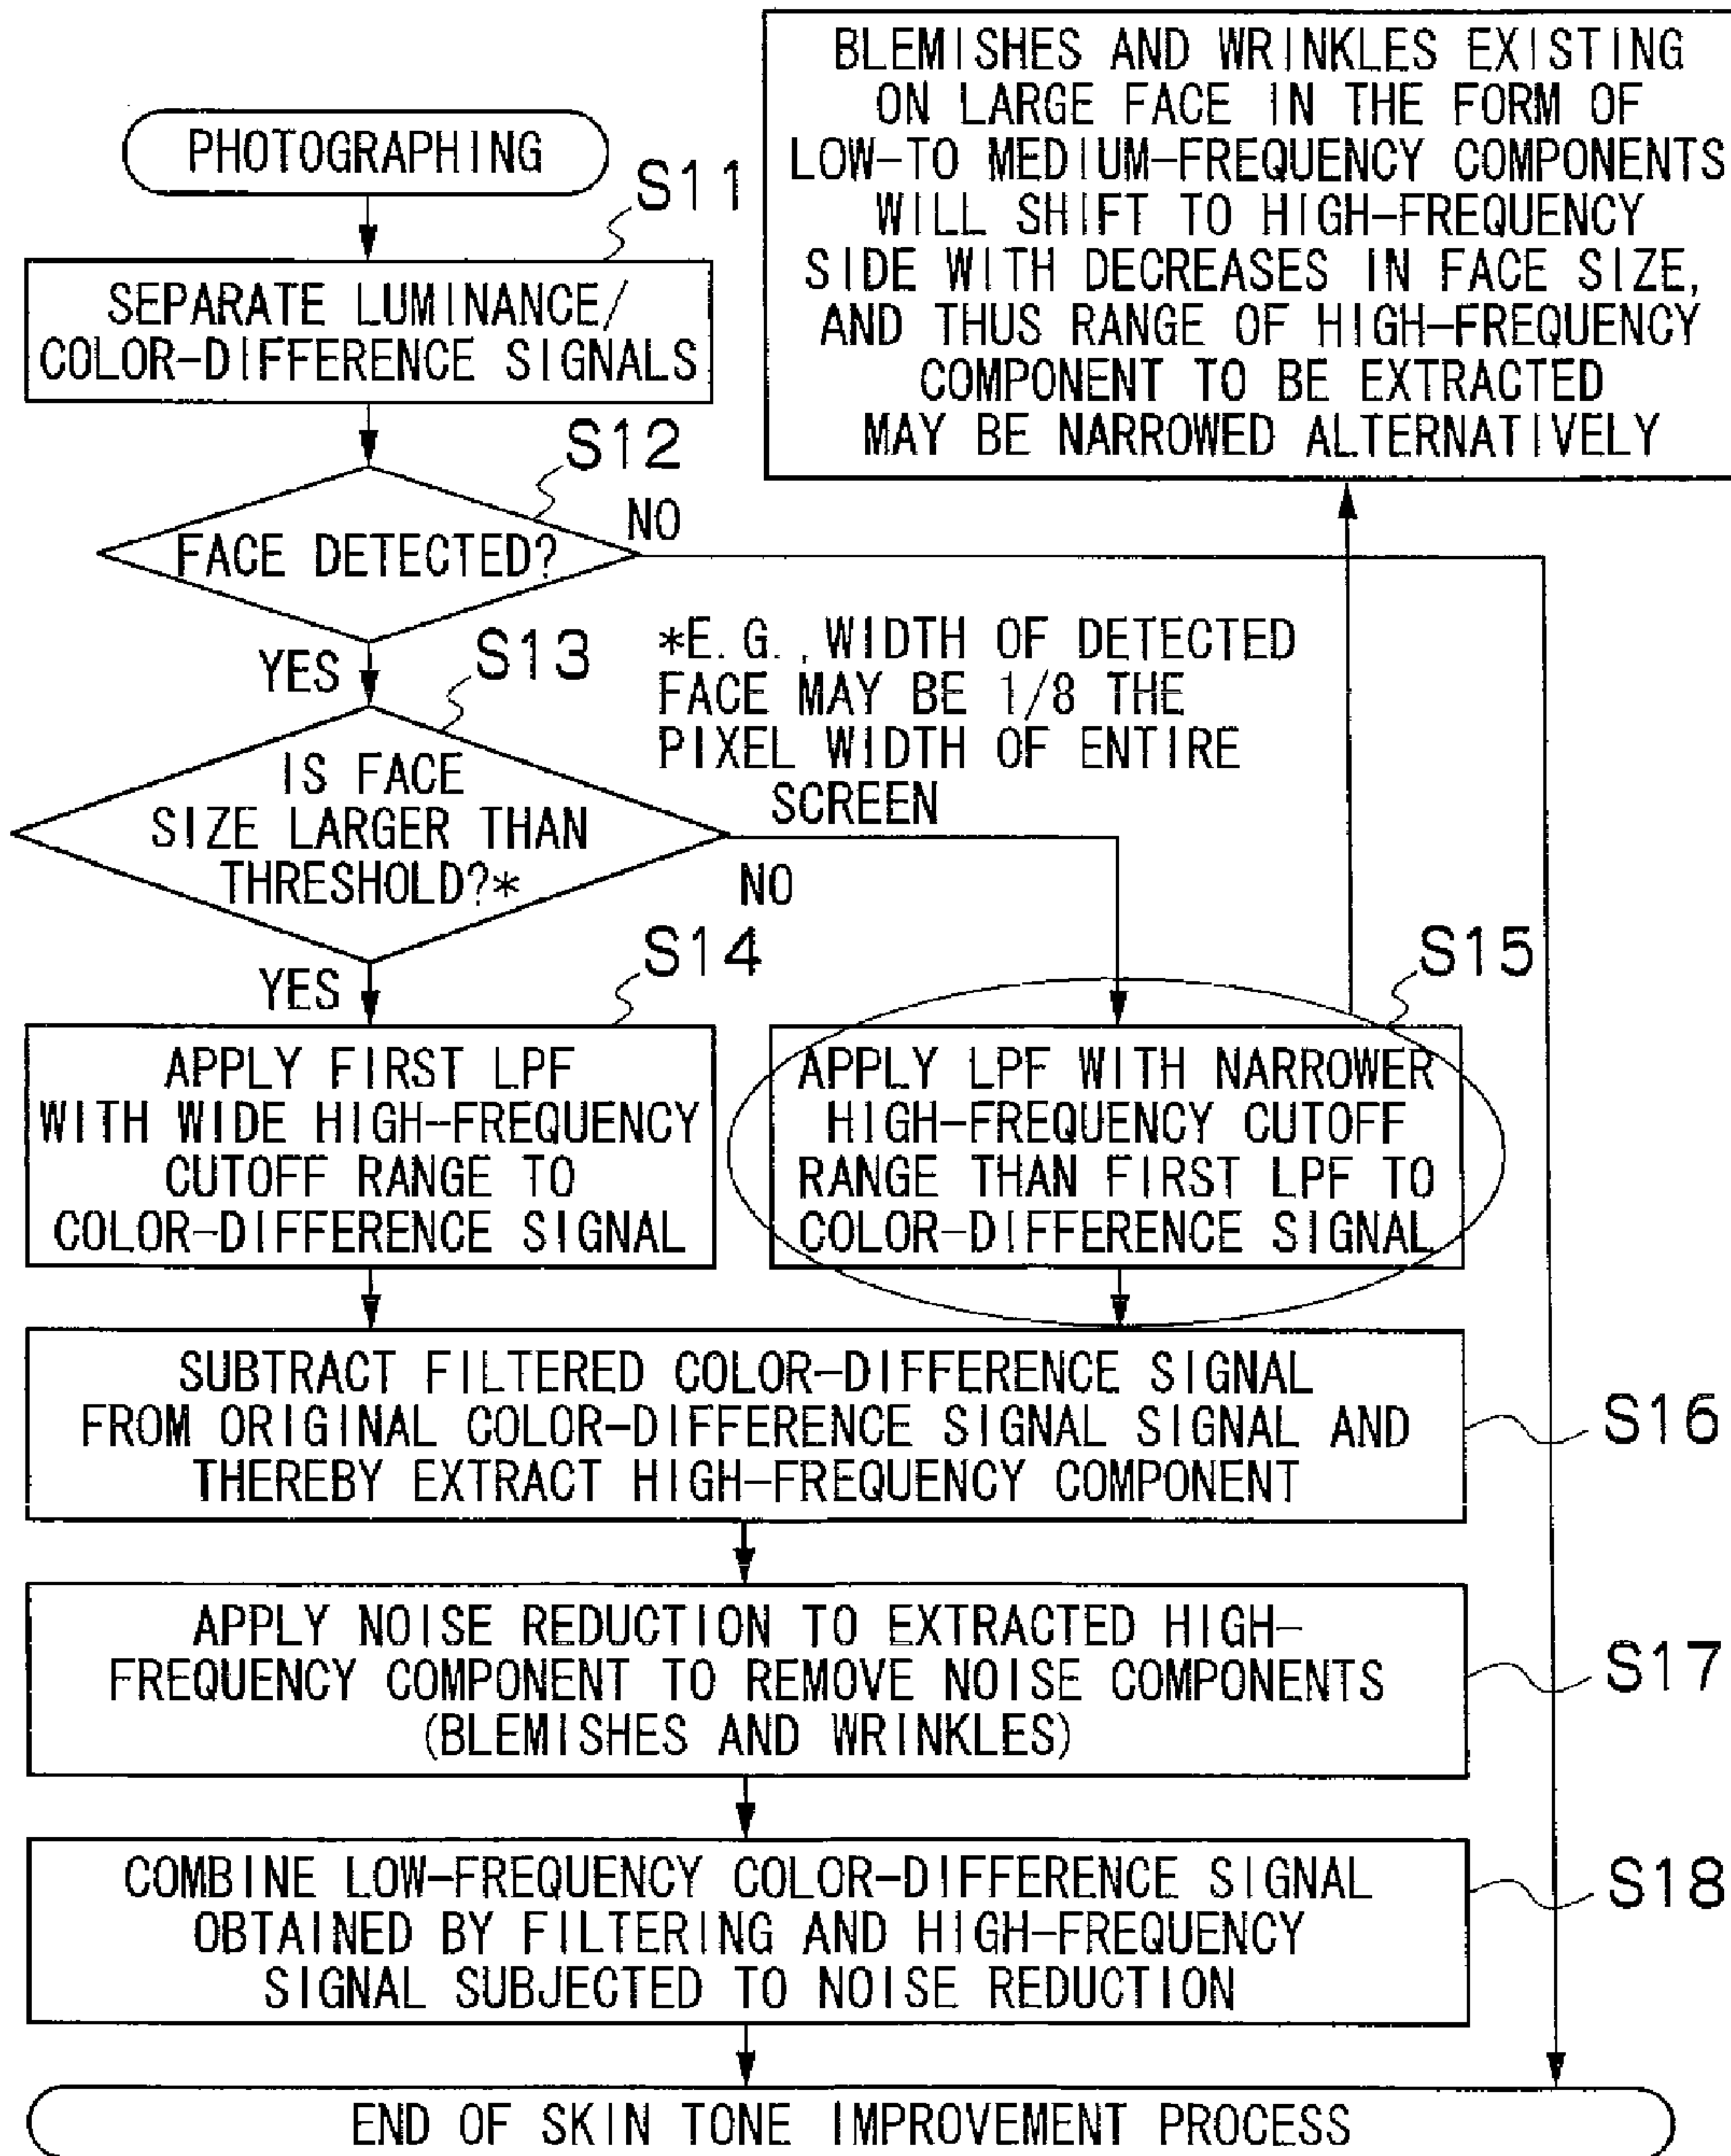 PHOTOGRAPHING
S11
SEPARATE LUMINANCE/
COLOR-DIFFERENCE SIGNALS
S12
FACE DETECTED?
NO
YES
S13
IS FACE
SIZE LARGER THAN
THRESHOLD?*
*E.G., WIDTH OF DETECTED
FACE MAY BE 1/8 THE
PIXEL WIDTH OF ENTIRE
SCREEN
NO
YES
S14
APPLY FIRST LPF
WITH WIDE HIGH-FREQUENCY
CUTOFF RANGE TO
COLOR-DIFFERENCE SIGNAL
S15
APPLY LPF WITH NARROWER
HIGH-FREQUENCY CUTOFF
RANGE THAN FIRST LPF TO
COLOR-DIFFERENCE SIGNAL
BLEMISHES AND WRINKLES EXISTING
ON LARGE FACE IN THE FORM OF
LOW-TO MEDIUM-FREQUENCY COMPONENTS
WILL SHIFT TO HIGH-FREQUENCY
SIDE WITH DECREASES IN FACE SIZE,
AND THUS RANGE OF HIGH-FREQUENCY
COMPONENT TO BE EXTRACTED
MAY BE NARROWED ALTERNATIVELY
SUBTRACT FILTERED COLOR-DIFFERENCE SIGNAL
FROM ORIGINAL COLOR-DIFFERENCE SIGNAL SIGNAL AND
THEREBY EXTRACT HIGH-FREQUENCY COMPONENT
S16
APPLY NOISE REDUCTION TO EXTRACTED HIGH-
FREQUENCY COMPONENT TO REMOVE NOISE COMPONENTS
(BLEMISHES AND WRINKLES)
S17
COMBINE LOW-FREQUENCY COLOR-DIFFERENCE SIGNAL
OBTAINED BY FILTERING AND HIGH-FREQUENCY
SIGNAL SUBJECTED TO NOISE REDUCTION
S18
END OF SKIN TONE IMPROVEMENT PROCESS